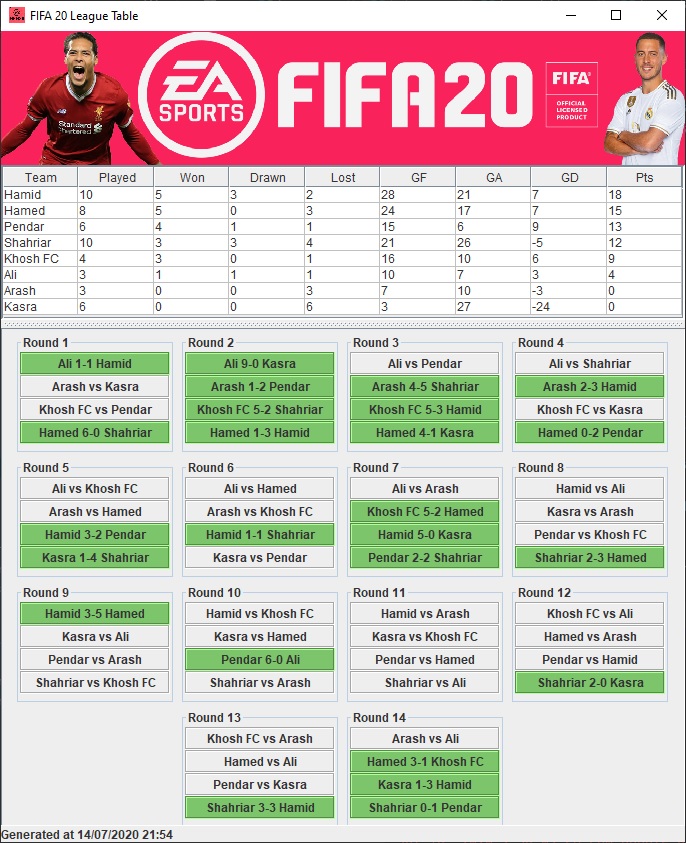 FIFA 20 League Table
Standard Chartered
EA SPORTS
FIFA20
FIFA
OFFICIAL LICENSED PRODUCT
Team Played Won Drawn Lost GF GA GD Pts
Hamid 10 5 3 2 28 21 7 18
Hamed 8 5 0 3 24 17 7 15
Pendar 6 4 1 1 15 6 9 13
Shahriar 10 3 3 4 21 26 -5 12
Khosh FC 4 3 0 1 16 10 6 9
Ali 3 1 1 1 10 7 3 4
Arash 3 0 0 3 7 10 -3 0
Kasra 6 0 0 6 3 27 -24 0
Round 1
Ali 1-1 Hamid
Arash vs Kasra
Khosh FC vs Pendar
Hamed 6-0 Shahriar
Round 2
Ali 9-0 Kasra
Arash 1-2 Pendar
Khosh FC 5-2 Shahriar
Hamed 1-3 Hamid
Round 3
Ali vs Pendar
Arash 4-5 Shahriar
Khosh FC 5-3 Hamid
Hamed 4-1 Kasra
Round 4
Ali vs Shahriar
Arash 2-3 Hamid
Khosh FC vs Kasra
Hamed 0-2 Pendar
Round 5
Ali vs Khosh FC
Arash vs Hamed
Hamid 3-2 Pendar
Kasra 1-4 Shahriar
Round 6
Ali vs Hamed
Arash vs Khosh FC
Hamid 1-1 Shahriar
Kasra vs Pendar
Round 7
Ali vs Arash
Khosh FC 5-2 Hamed
Hamid 5-0 Kasra
Pendar 2-2 Shahriar
Round 8
Hamid vs Ali
Kasra vs Arash
Pendar vs Khosh FC
Shahriar 2-3 Hamed
Round 9
Hamid 3-5 Hamed
Kasra vs Ali
Pendar vs Arash
Shahriar vs Khosh FC
Round 10
Hamid vs Khosh FC
Kasra vs Hamed
Pendar 6-0 Ali
Shahriar vs Arash
Round 11
Hamid vs Arash
Kasra vs Khosh FC
Pendar vs Hamed
Shahriar vs Ali
Round 12
Khosh FC vs Ali
Hamed vs Arash
Pendar vs Hamid
Shahriar 2-0 Kasra
Round 13
Khosh FC vs Arash
Hamed vs Ali
Pendar vs Kasra
Shahriar 3-3 Hamid
Round 14
Arash vs Ali
Hamed 3-1 Khosh FC
Kasra 1-3 Hamid
Shahriar 0-1 Pendar
Generated at 14/07/2020 21:54